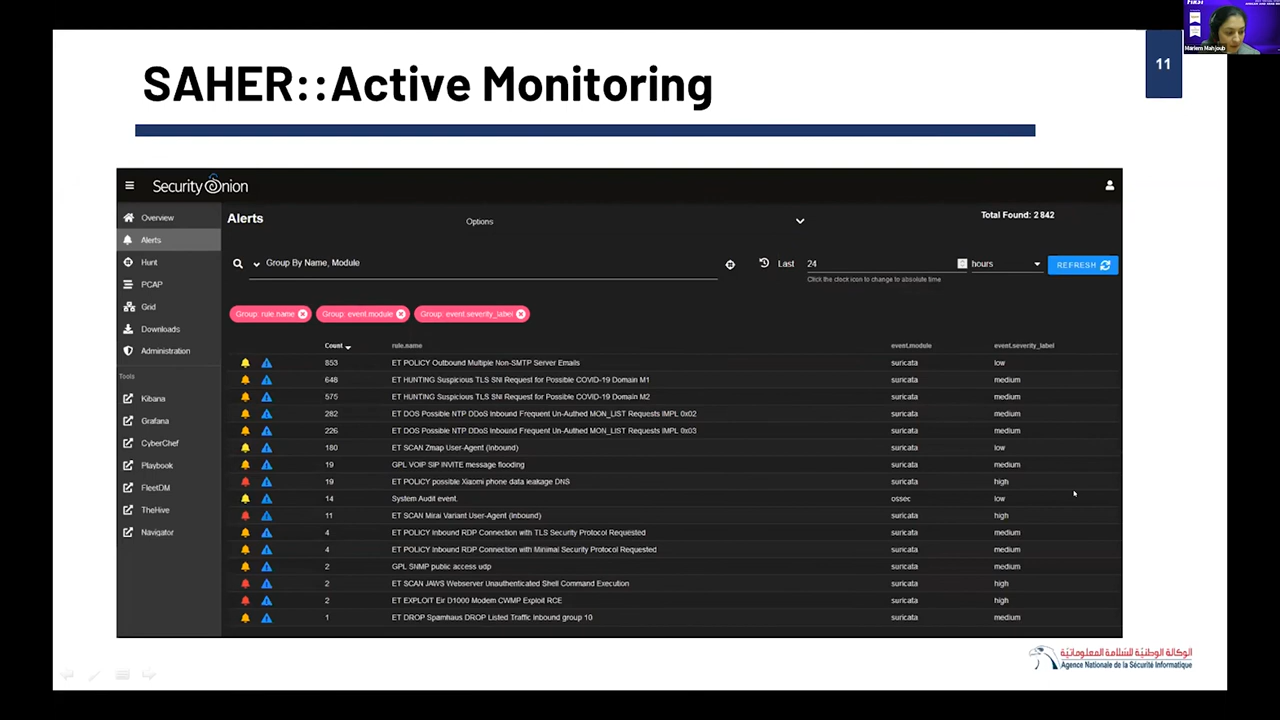 Mariem Mahjoub
SAHER::Active Monitoring
11
Security Onion
Overview
Alerts
Hunt
PCAP
Grid
Downloads
Administration
Tools
Kibana
Grafana
CyberChef
Playbook
FleetDM
TheHive
Navigator
Alerts
Options
Total Found: 2 842
Group By Name, Module
Last 24 hours
REFRESH
Click the clock icon to change to absolute time
Group: rule.name
Group: event.module
Group: event.severity_label
Count rule.name event.module event.severity_label
853 ET POLICY Outbound Multiple Non-SMTP Server Emails suricata low
648 ET HUNTING Suspicious TLS SNI Request for Possible COVID-19 Domain M1 suricata medium
575 ET HUNTING Suspicious TLS SNI Request for Possible COVID-19 Domain M2 suricata medium
282 ET DOS Possible NTP DDoS Inbound Frequent Un-Authed MON_LIST Requests IMPL 0x02 suricata medium
226 ET DOS Possible NTP DDoS Inbound Frequent Un-Authed MON_LIST Requests IMPL 0x03 suricata medium
180 ET SCAN Zmap User-Agent (Inbound) suricata low
19 GPL VOIP SIP INVITE message flooding suricata medium
19 ET POLICY possible Xiaomi phone data leakage DNS suricata high
14 System Audit event. ossec low
11 ET SCAN Mirai Variant User-Agent (Inbound) suricata high
4 ET POLICY Inbound RDP Connection with TLS Security Protocol Requested suricata medium
4 ET POLICY Inbound RDP Connection with Minimal Security Protocol Requested suricata medium
2 GPL SNMP public access udp suricata medium
2 ET SCAN JAWS Webserver Unauthenticated Shell Command Execution suricata high
2 ET EXPLOIT Eir D1000 Modem CWMP Exploit RCE suricata high
1 ET DROP Spamhaus DROP Listed Traffic Inbound group 10 suricata medium
الوكالة الوطنية للسلامة المعلوماتية
Agence Nationale de la Sécurité Informatique